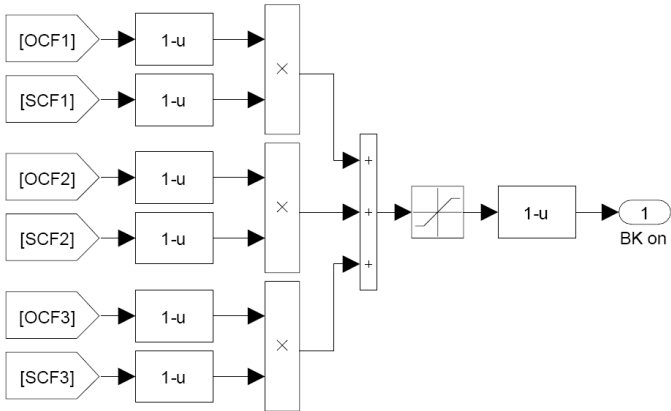 [OCF1]
1-u
[SCF1]
1-u
×
[OCF2]
1-u
[SCF2]
1-u
×
[OCF3]
1-u
[SCF3]
1-u
×
+
+
+
1-u
1
BK on